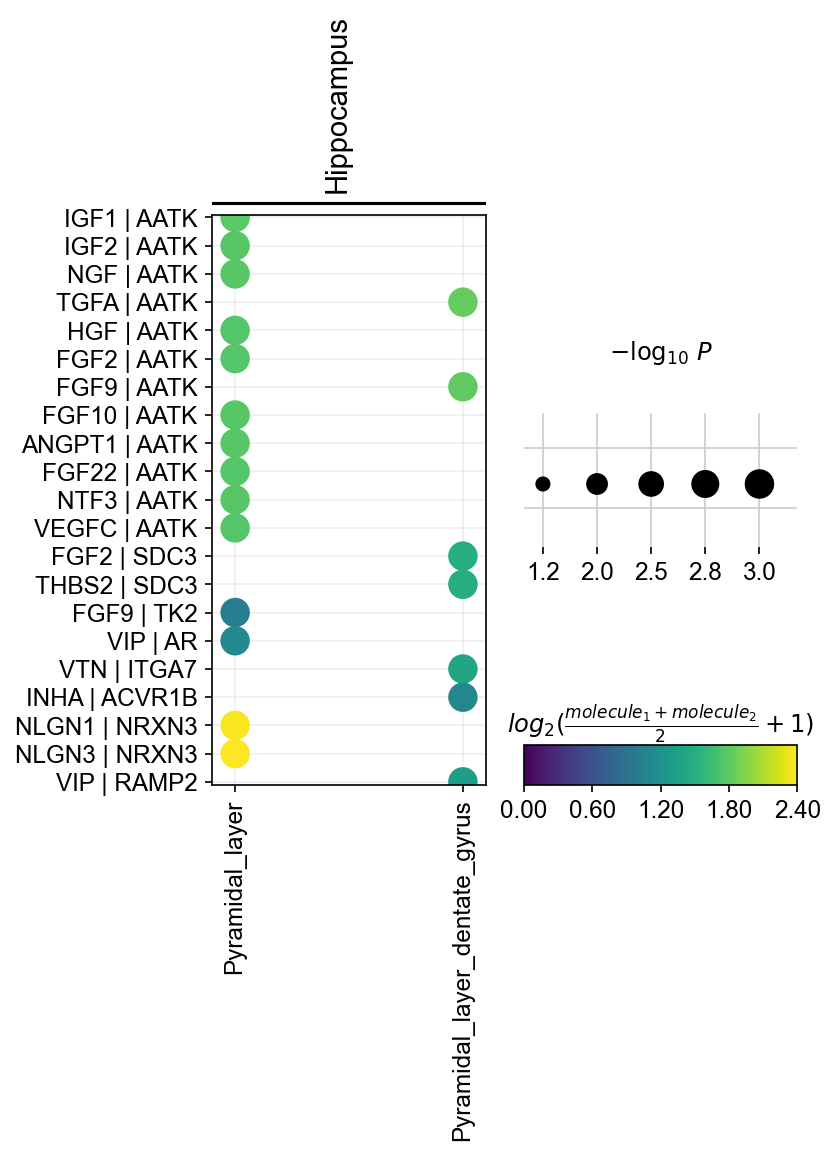 Hippocampus
IGF1 | AATK
IGF2 | AATK
NGF | AATK
TGFA | AATK
HGF | AATK
FGF2 | AATK
FGF9 | AATK
FGF10 | AATK
ANGPT1 | AATK
FGF22 | AATK
NTF3 | AATK
VEGFC | AATK
FGF2 | SDC3
THBS2 | SDC3
FGF9 | TK2
VIP | AR
VTN | ITGA7
INHA | ACVR1B
NLGN1 | NRXN3
NLGN3 | NRXN3
VIP | RAMP2
Pyramidal_layer
Pyramidal_layer_dentate_gyrus
−log₁₀ P
1.2 2.0 2.5 2.8 3.0
log₂(molecule₁ + molecule₂ / 2 + 1)
0.00 0.60 1.20 1.80 2.40